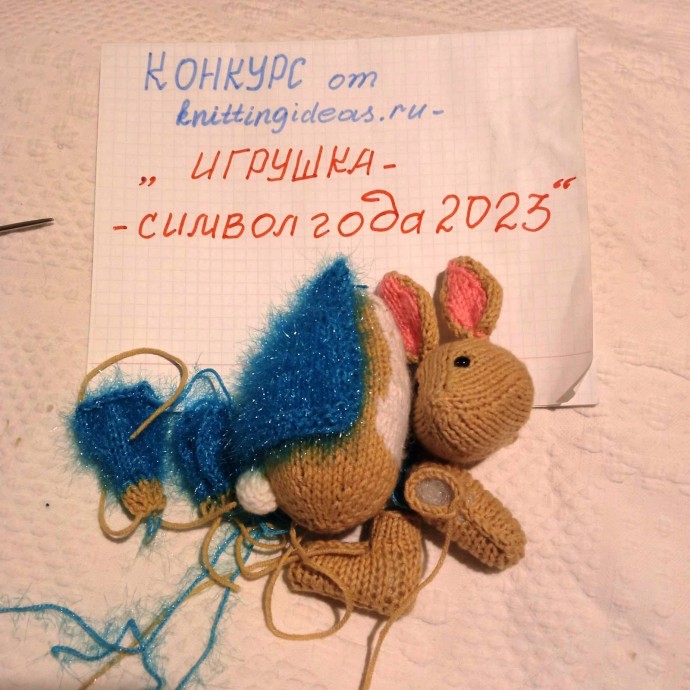 КОНКУРС от
knittingideas.ru-
„ ИГРУШКА-
-символ года 2023“